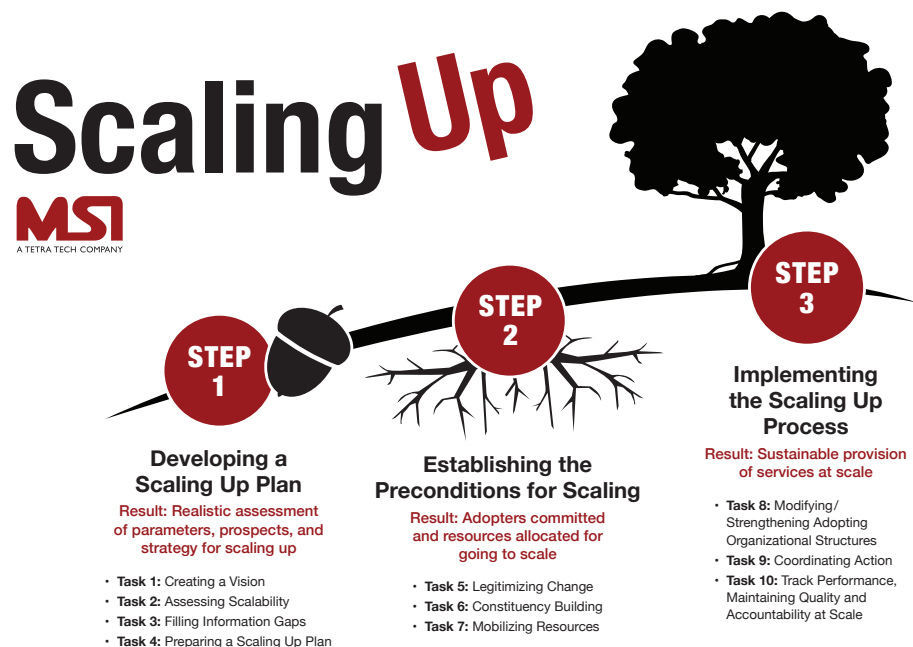 Scaling Up
MSI
A TETRA TECH COMPANY
STEP
1
Developing a
Scaling Up Plan
Result: Realistic assessment
of parameters, prospects, and
strategy for scaling up
• Task 1: Creating a Vision
• Task 2: Assessing Scalability
• Task 3: Filling Information Gaps
• Task 4: Preparing a Scaling Up Plan
STEP
2
Establishing the
Preconditions for Scaling
Result: Adopters committed
and resources allocated for
going to scale
• Task 5: Legitimizing Change
• Task 6: Constituency Building
• Task 7: Mobilizing Resources
STEP
3
Implementing
the Scaling Up
Process
Result: Sustainable provision
of services at scale
• Task 8: Modifying/
Strengthening Adopting
Organizational Structures
• Task 9: Coordinating Action
• Task 10: Track Performance,
Maintaining Quality and
Accountability at Scale